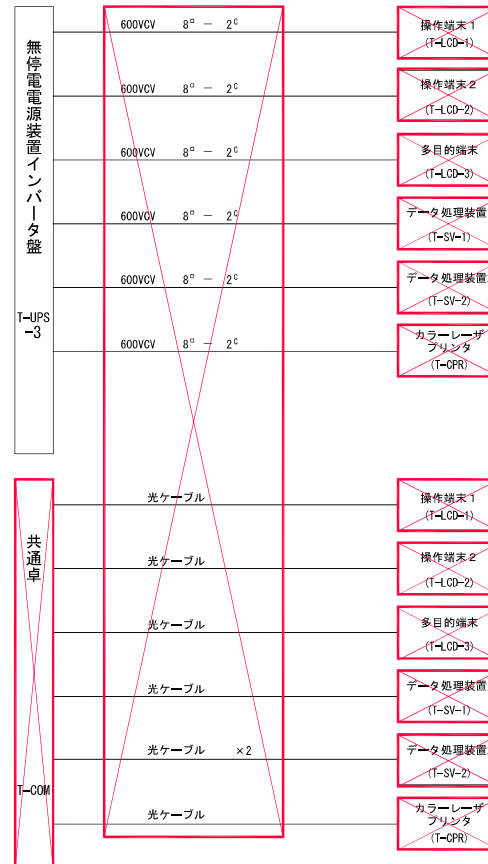 無停電電源装置インバータ盤
T-UPS
-3
600VCV 8□ － 2C
操作端末1
(T-LCD-1)
600VCV 8□ － 2C
操作端末2
(T-LCD-2)
600VCV 8□ － 2C
多目的端末
(T-LCD-3)
600VCV 8□ － 2C
データ処理装置
(T-SV-1)
600VCV 8□ － 2C
データ処理装置
(T-SV-2)
600VCV 8□ － 2C
カラーレーザ
プリンタ
(T-CPR)
共通卓
T-COM
光ケーブル
操作端末1
(T-LCD-1)
光ケーブル
操作端末2
(T-LCD-2)
光ケーブル
多目的端末
(T-LCD-3)
光ケーブル
データ処理装置
(T-SV-1)
光ケーブル ×2
データ処理装置
(T-SV-2)
光ケーブル
カラーレーザ
プリンタ
(T-CPR)